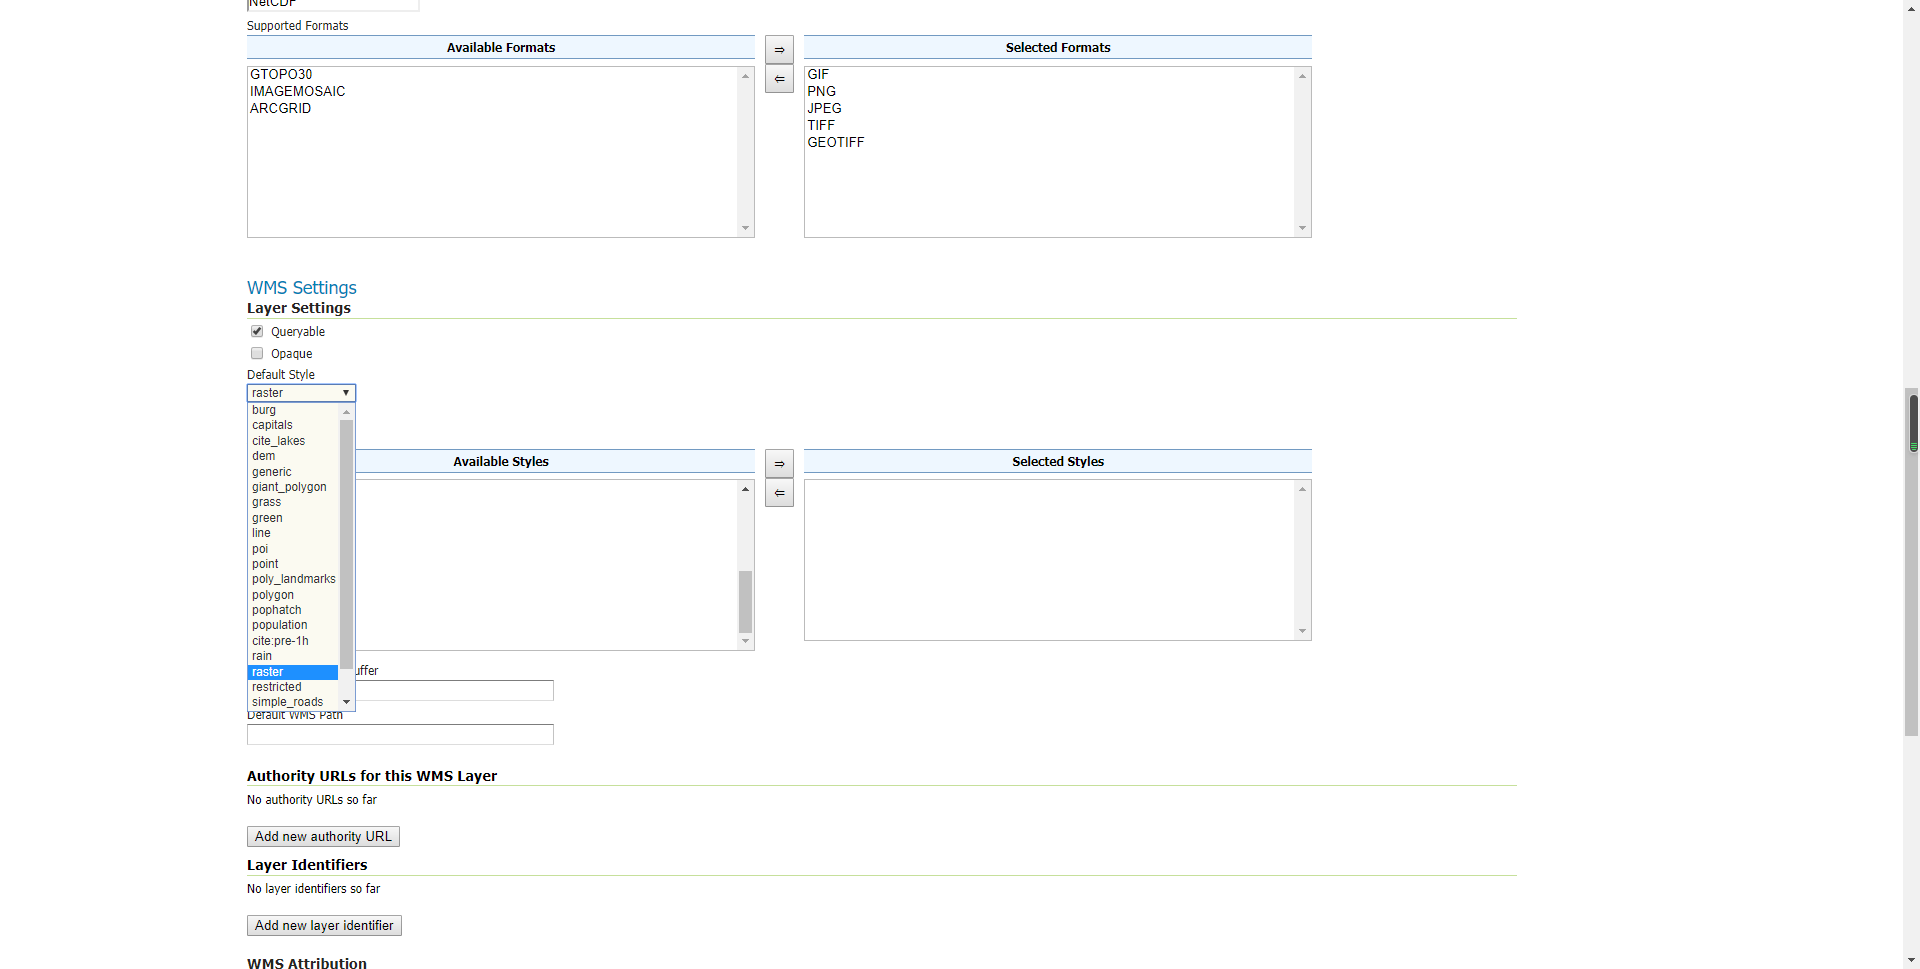 NetCDF
Supported Formats
Available Formats
⇒
Selected Formats
⇐
GTOPO30
IMAGEMOSAIC
ARCGRID
GIF
PNG
JPEG
TIFF
GEOTIFF
WMS Settings
Layer Settings
Queryable
Opaque
Default Style
raster
burg
capitals
cite_lakes
dem
generic
giant_polygon
grass
green
line
poi
point
poly_landmarks
polygon
pophatch
population
cite:pre-1h
rain
raster
restricted
simple_roads
Available Styles
⇒
Selected Styles
⇐
uffer
Default WMS Path
Authority URLs for this WMS Layer
No authority URLs so far
Add new authority URL
Layer Identifiers
No layer identifiers so far
Add new layer identifier
WMS Attribution